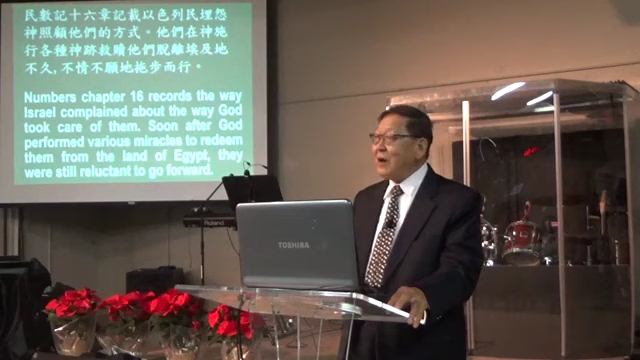 民數記十六章記載以色列民埋怨
神照顧他們的方式。他們在神施
行各種神跡救贖他們脫離埃及地
不久,不情不願地拖步而行。
Numbers chapter 16 records the way
Israel complained about the way God
took care of them. Soon after God
performed various miracles to redeem
them from the land of Egypt, they
were still reluctant to go forward.
Roland
TOSHIBA